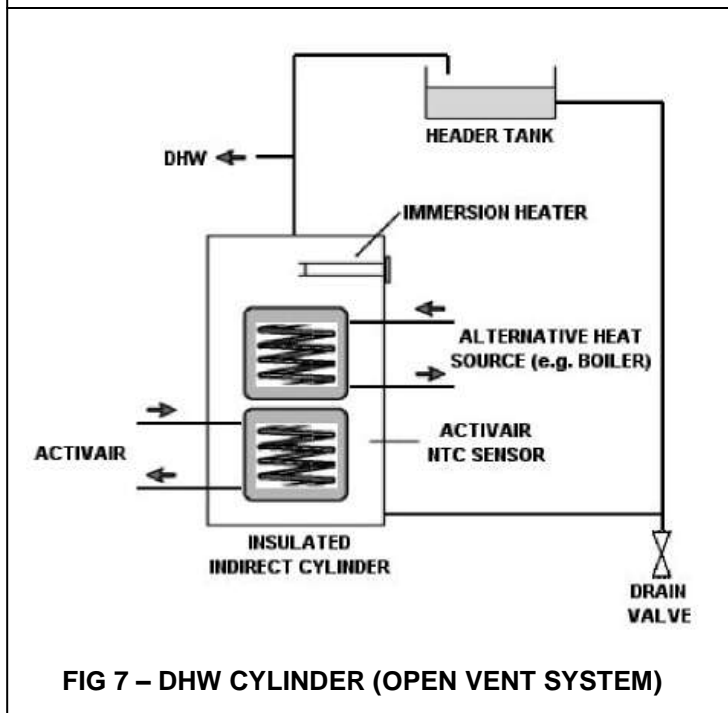 HEADER TANK
DHW
IMMERSION HEATER
ALTERNATIVE HEAT
SOURCE (e.g. BOILER)
ACTIVAIR
ACTIVAIR
NTC SENSOR
INSULATED
INDIRECT CYLINDER
DRAIN
VALVE
FIG 7 – DHW CYLINDER (OPEN VENT SYSTEM)